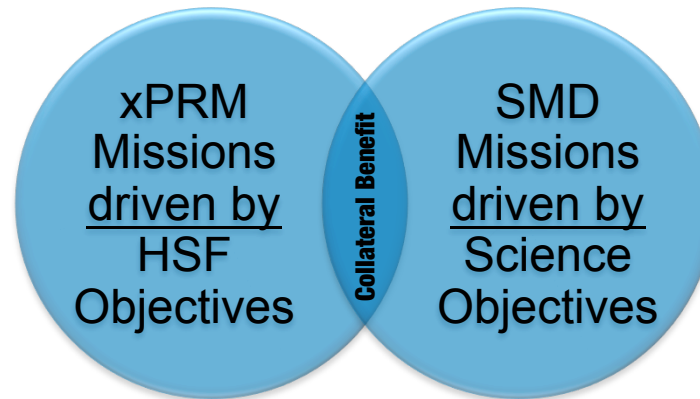 xPRM
Missions
driven by
HSF
Objectives
Collateral Benefit
SMD
Missions
driven by
Science
Objectives